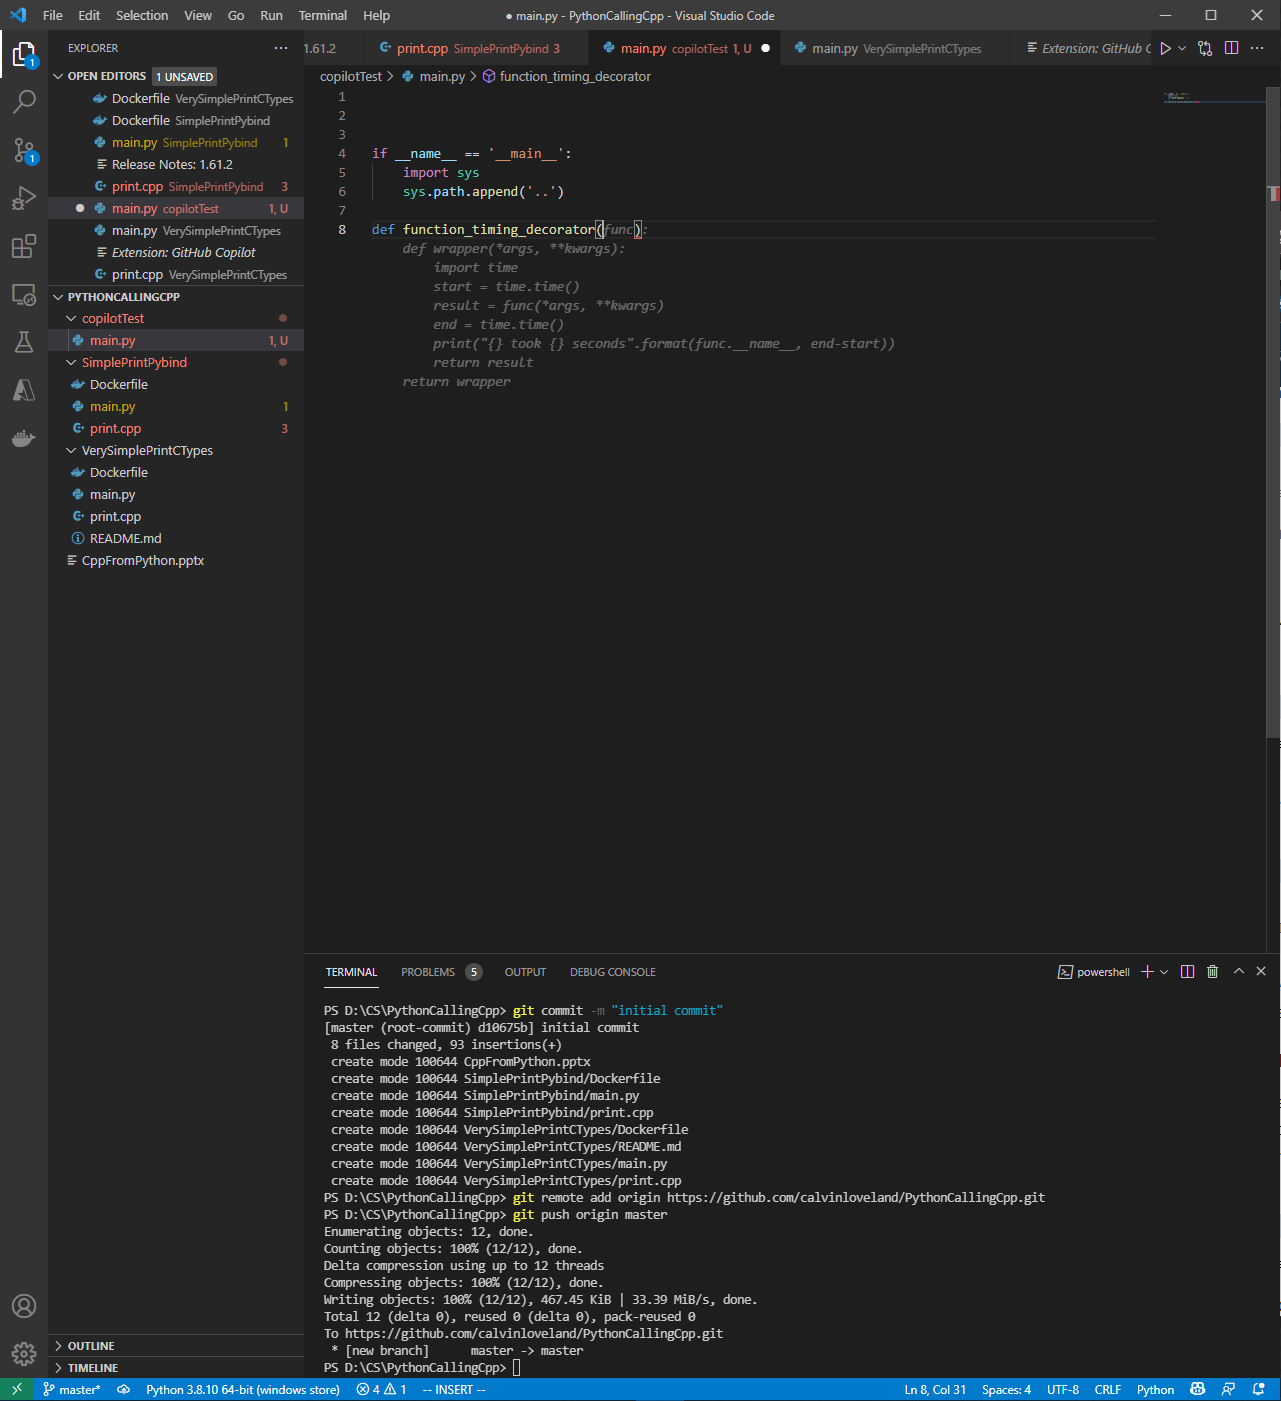 File Edit Selection View Go Run Terminal Help
● main.py - PythonCallingCpp - Visual Studio Code
EXPLORER
1.61.2
print.cpp SimplePrintPybind 3
main.py copilotTest 1, U
main.py VerySimplePrintCTypes
Extension: GitHub C
OPEN EDITORS 1 UNSAVED
Dockerfile VerySimplePrintCTypes
Dockerfile SimplePrintPybind
main.py SimplePrintPybind 1
Release Notes: 1.61.2
print.cpp SimplePrintPybind 3
main.py copilotTest 1, U
main.py VerySimplePrintCTypes
Extension: GitHub Copilot
print.cpp VerySimplePrintCTypes
PYTHONCALLINGCPP
copilotTest
main.py 1, U
SimplePrintPybind
Dockerfile
main.py 1
print.cpp 3
VerySimplePrintCTypes
Dockerfile
main.py
print.cpp
README.md
CppFromPython.pptx
OUTLINE
TIMELINE
1
1
copilotTest > main.py > function_timing_decorator
1
2
3
4 if __name__ == '__main__':
5 import sys
6 sys.path.append('..')
7
8 def function_timing_decorator(func):
def wrapper(*args, **kwargs):
import time
start = time.time()
result = func(*args, **kwargs)
end = time.time()
print("{} took {} seconds".format(func.__name__, end-start))
return result
return wrapper
TERMINAL PROBLEMS 5 OUTPUT DEBUG CONSOLE
powershell
PS D:\CS\PythonCallingCpp> git commit -m "initial commit"
[master (root-commit) d10675b] initial commit
8 files changed, 93 insertions(+)
create mode 100644 CppFromPython.pptx
create mode 100644 SimplePrintPybind/Dockerfile
create mode 100644 SimplePrintPybind/main.py
create mode 100644 SimplePrintPybind/print.cpp
create mode 100644 VerySimplePrintCTypes/Dockerfile
create mode 100644 VerySimplePrintCTypes/README.md
create mode 100644 VerySimplePrintCTypes/main.py
create mode 100644 VerySimplePrintCTypes/print.cpp
PS D:\CS\PythonCallingCpp> git remote add origin https://github.com/calvinloveland/PythonCallingCpp.git
PS D:\CS\PythonCallingCpp> git push origin master
Enumerating objects: 12, done.
Counting objects: 100% (12/12), done.
Delta compression using up to 12 threads
Compressing objects: 100% (12/12), done.
Writing objects: 100% (12/12), 467.45 KiB | 33.39 MiB/s, done.
Total 12 (delta 0), reused 0 (delta 0), pack-reused 0
To https://github.com/calvinloveland/PythonCallingCpp.git
* [new branch] master -> master
PS D:\CS\PythonCallingCpp>
master* Python 3.8.10 64-bit (windows store) 4 1 -- INSERT -- Ln 8, Col 31 Spaces: 4 UTF-8 CRLF Python